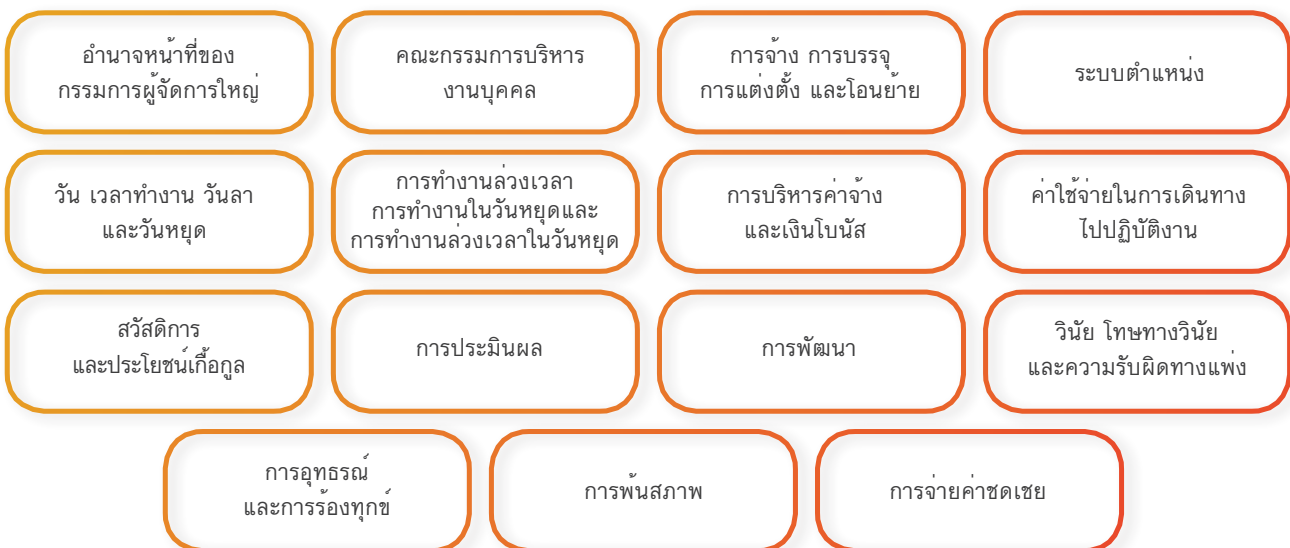 อำนาจหน้าที่ของ
กรรมการผู้จัดการใหญ่
คณะกรรมการบริหาร
งานบุคคล
การจ้าง การบรรจุ
การแต่งตั้ง และโอนย้าย
ระบบตำแหน่ง
วัน เวลาทำงาน วันลา
และวันหยุด
การทำงานล่วงเวลา
การทำงานในวันหยุดและ
การทำงานล่วงเวลาในวันหยุด
การบริหารค่าจ้าง
และเงินโบนัส
ค่าใช้จ่ายในการเดินทาง
ไปปฏิบัติงาน
สวัสดิการ
และประโยชน์เกื้อกูล
การประมินผล
การพัฒนา
วินัย โทษทางวินัย
และความรับผิดทางแพ่ง
การอุทธรณ์
และการร้องทุกข์
การพ้นสภาพ
การจ่ายค่าชดเชย